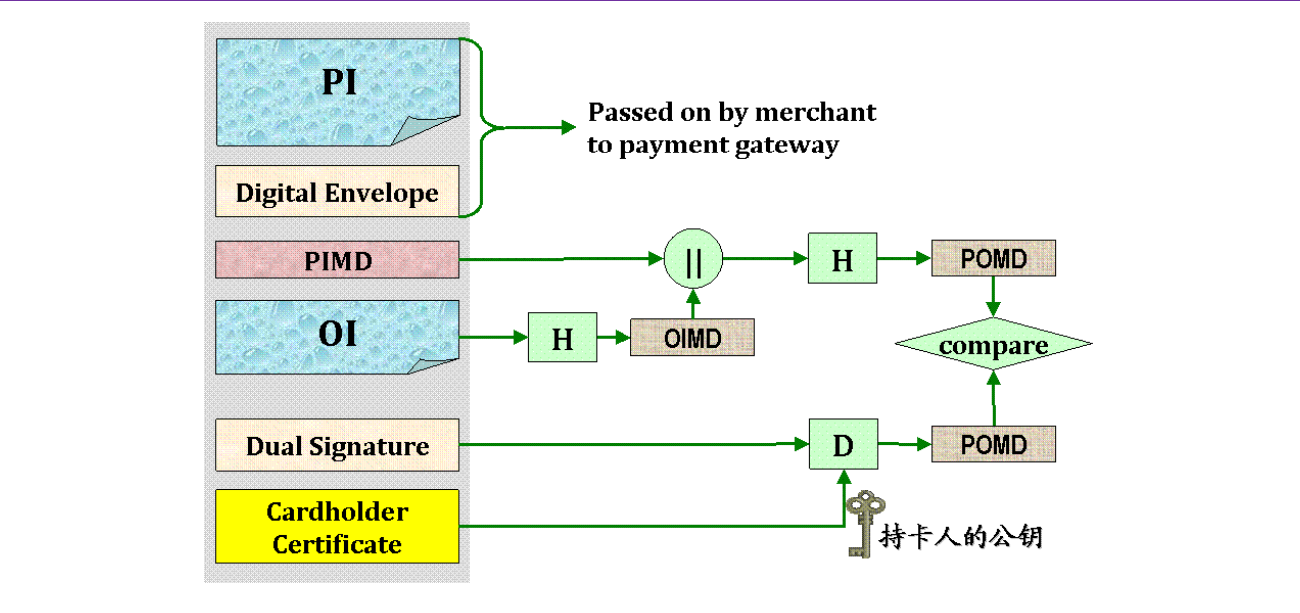 PI
Passed on by merchant
to payment gateway
Digital Envelope
PIMD
||
H
POMD
OI
H
OIMD
compare
Dual Signature
D
POMD
Cardholder
Certificate
持卡人的公钥